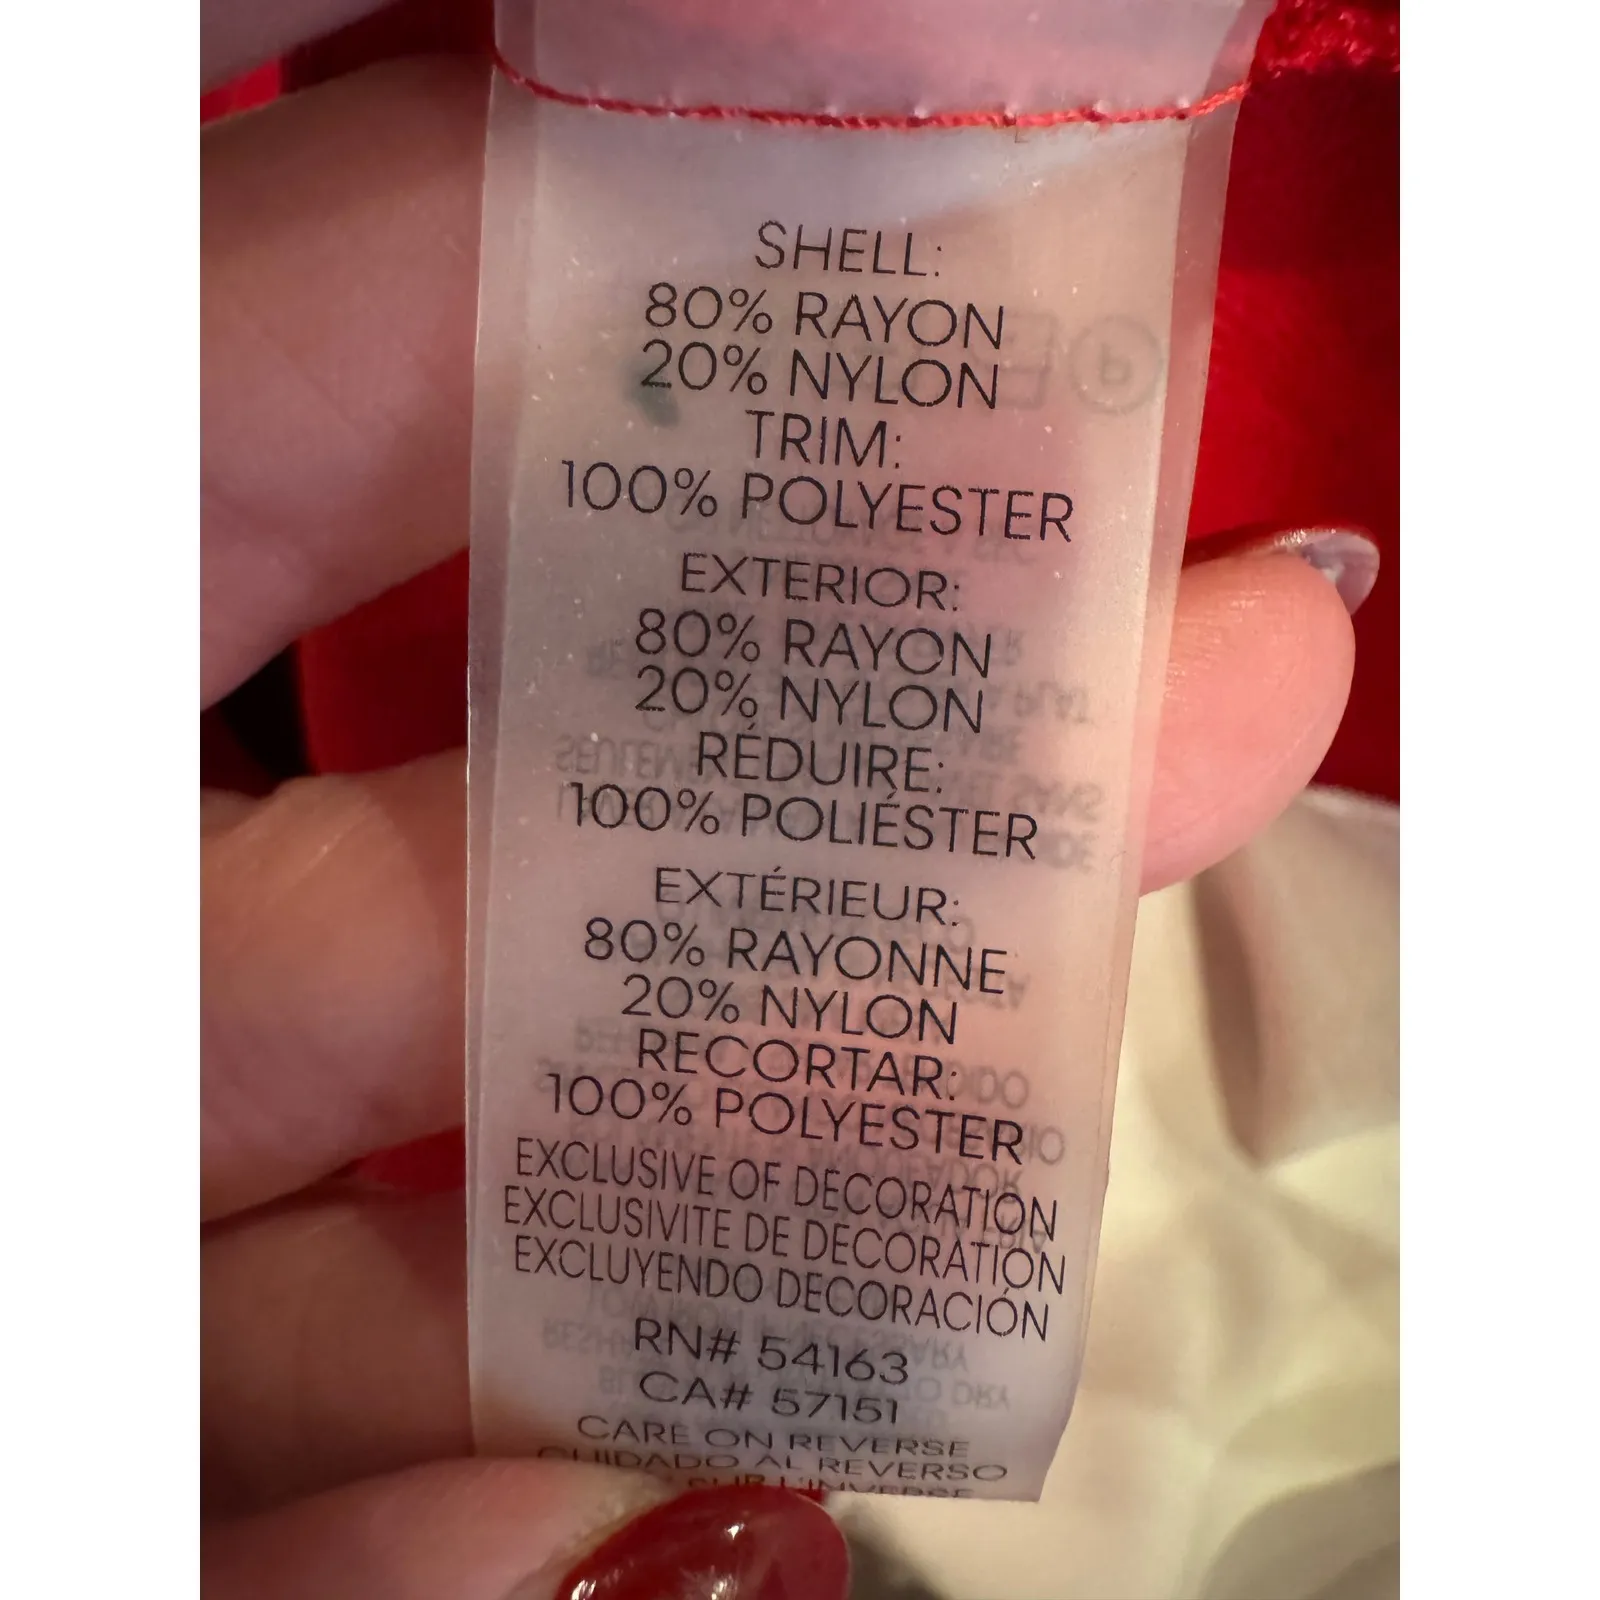 SHELL:
80% RAYON
20% NYLON
TRIM:
100% POLYESTER
EXTERIOR:
80% RAYON
20% NYLON
RÉDUIRE:
100% POLIÉSTER
EXTÉRIEUR:
80% RAYONNE
20% NYLON
RECORTAR:
100% POLYESTER
EXCLUSIVE OF DECORATION
EXCLUSIVITE DE DECORATION
EXCLUYENDO DECORACIÓN
RN# 54163
CA# 57151
CARE ON REVERSE
CUIDADO AL REVERSO
SUR L'INVERSE